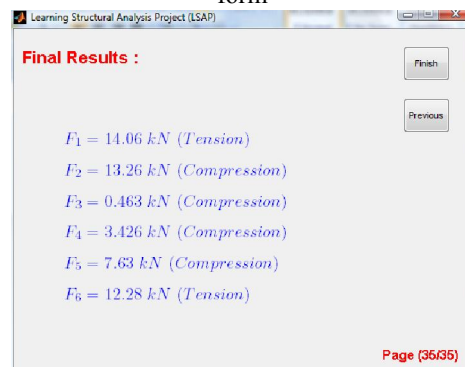 form
Learning Structural Analysis Project (LSAP)
Final Results :
Finish
Previous
F₁ = 14.06 kN (Tension)
F₂ = 13.26 kN (Compression)
F₃ = 0.463 kN (Compression)
F₄ = 3.426 kN (Compression)
F₅ = 7.63 kN (Compression)
F₆ = 12.28 kN (Tension)
Page (35/35)